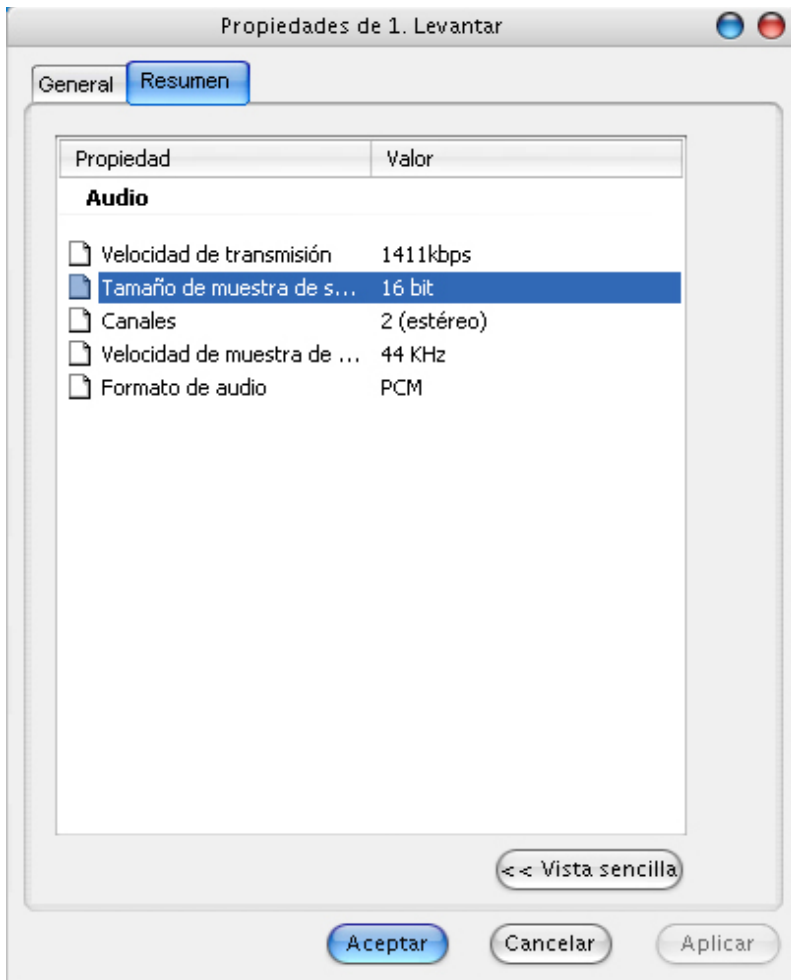 Propiedades de 1. Levantar
General Resumen
Propiedad Valor
Audio
Velocidad de transmisión 1411kbps
Tamaño de muestra de s... 16 bit
Canales 2 (estéreo)
Velocidad de muestra de ... 44 KHz
Formato de audio PCM
<< Vista sencilla
Aceptar Cancelar Aplicar